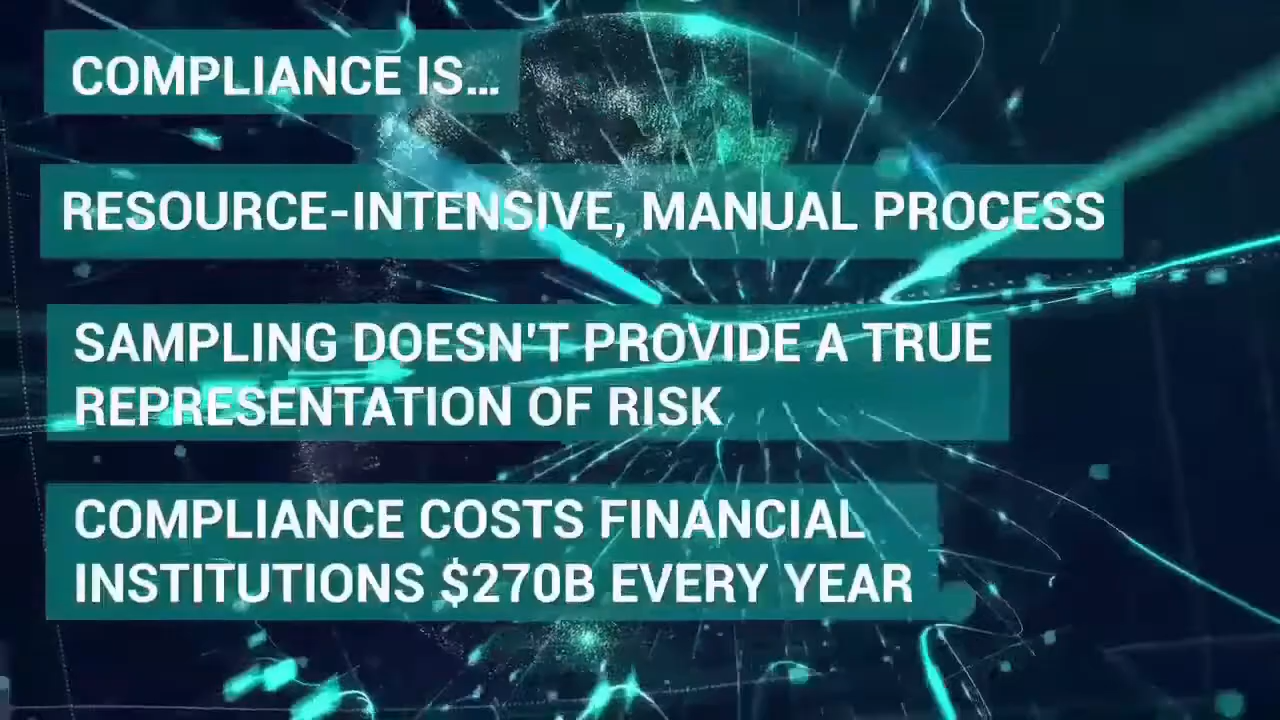 COMPLIANCE IS...
RESOURCE-INTENSIVE, MANUAL PROCESS
SAMPLING DOESN'T PROVIDE A TRUE
REPRESENTATION OF RISK
COMPLIANCE COSTS FINANCIAL
INSTITUTIONS $270B EVERY YEAR